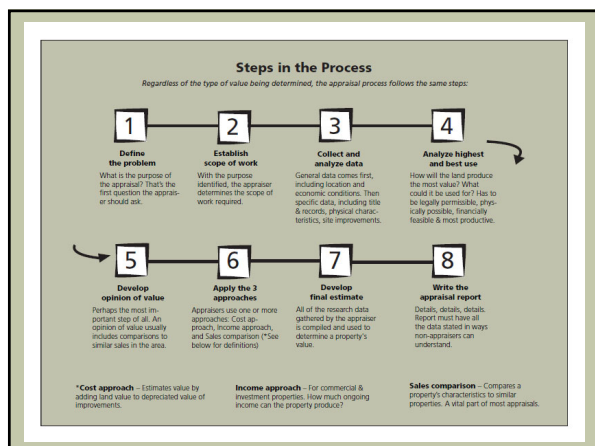 Steps in the Process
Regardless of the type of value being determined, the appraisal process follows the same steps:
1
Define
the problem
What is the purpose of
the appraisal? That's the
first question the apprais-
er should ask.
2
Establish
scope of work
With the purpose
identified, the appraiser
determines the scope of
work required.
3
Collect and
analyze data
General data comes first,
including location and
economic conditions. Then
specific data, including title
& records, physical charac-
teristics, site improvements.
4
Analyze highest
and best use
How will the land produce
the most value? What
could it be used for? Has to
be legally permissible, phys-
ically possible, financially
feasible & most productive.
5
Develop
opinion of value
Perhaps the most im-
portant step of all. An
opinion of value usually
includes comparisons to
similar sales in the area.
6
Apply the 3
approaches
Appraisers use one or more
approaches: Cost ap-
proach, Income approach,
and Sales comparison (*See
below for definitions)
7
Develop
final estimate
All of the research data
gathered by the appraiser
is compiled and used to
determine a property's
value.
8
Write the
appraisal report
Details, details, details.
Report must have all
the data stated in ways
non-appraisers can
understand.
*Cost approach – Estimates value by
adding land value to depreciated value of
improvements.
Income approach – For commercial &
investment properties. How much ongoing
income can the property produce?
Sales comparison – Compares a
property's characteristics to similar
properties. A vital part of most appraisals.